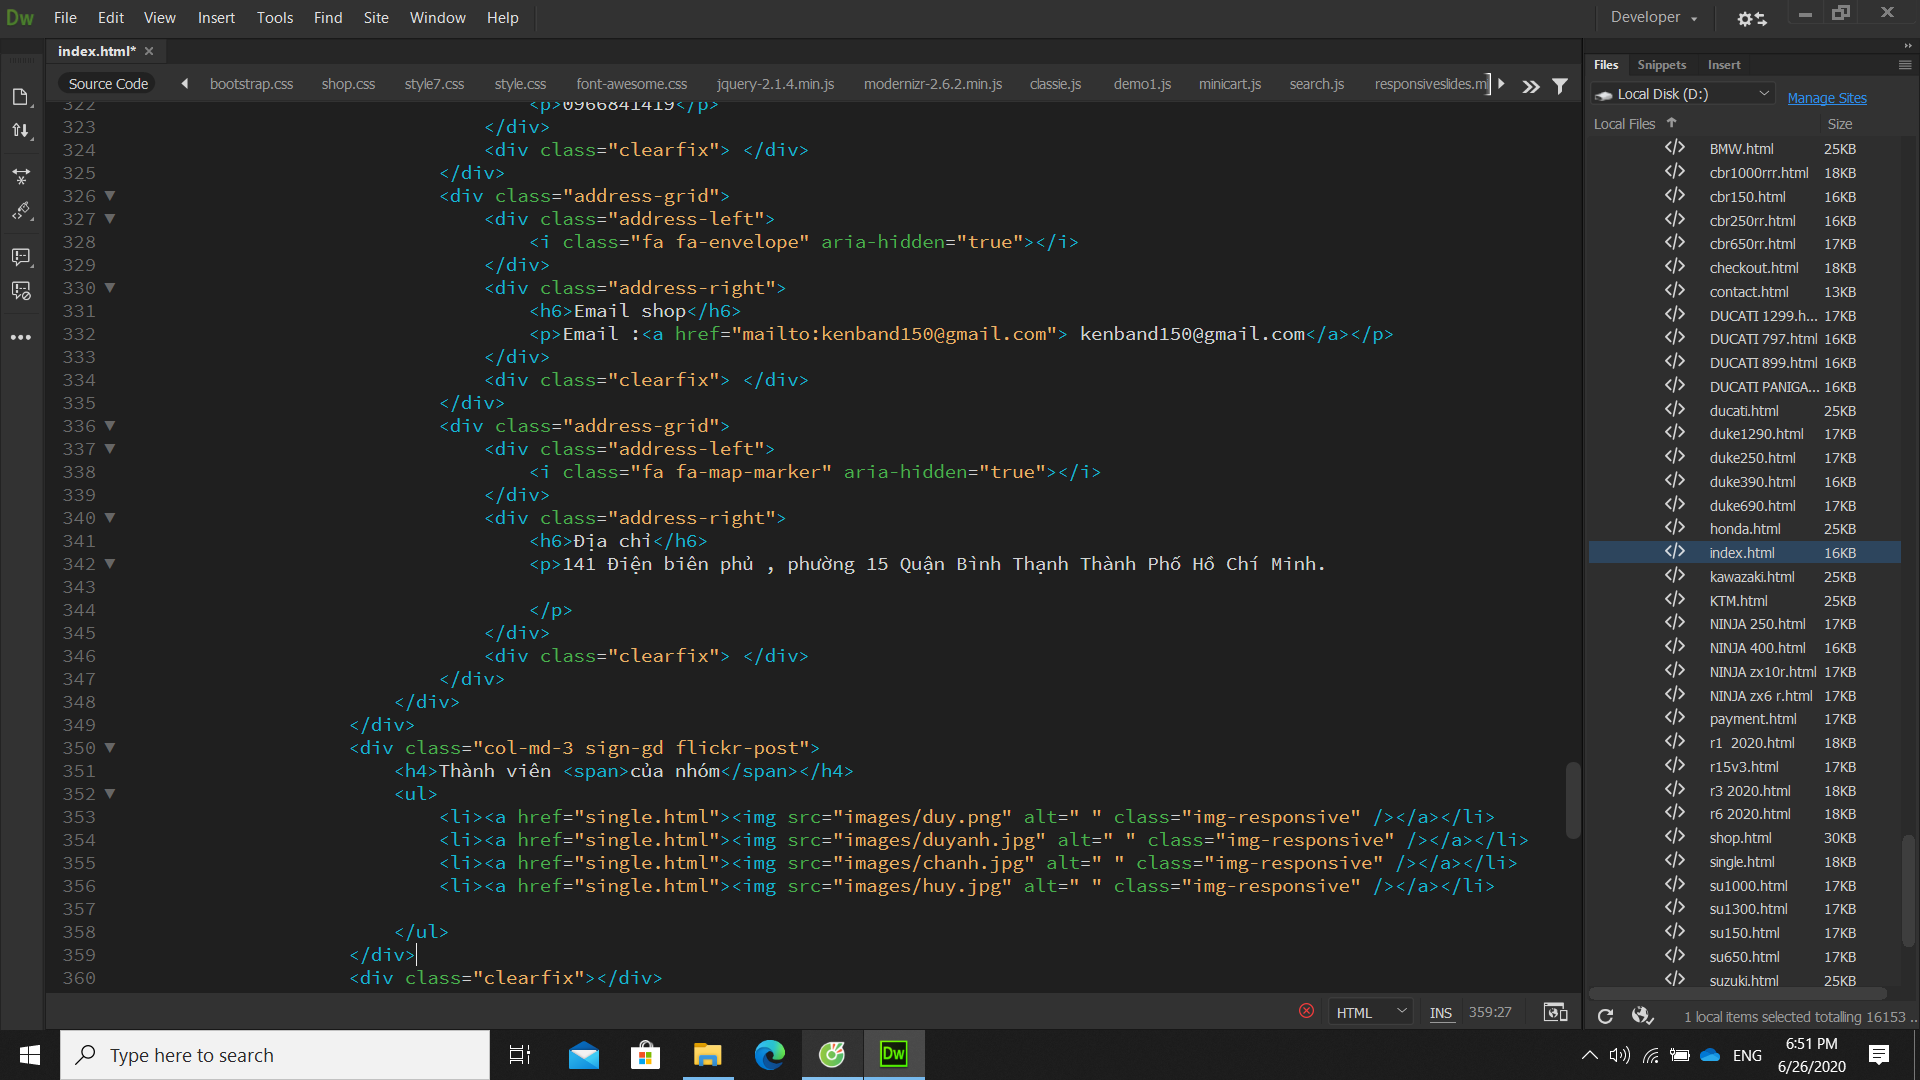 Dw File Edit View Insert Tools Find Site Window Help Developer
index.html*
Source Code bootstrap.css shop.css style7.css style.css font-awesome.css jquery-2.1.4.min.js modernizr-2.6.2.min.js classie.js demo1.js minicart.js search.js responsiveslides.m
322 <p>0966841419</p>
323 </div>
324 <div class="clearfix"> </div>
325 </div>
326 <div class="address-grid">
327 <div class="address-left">
328 <i class="fa fa-envelope" aria-hidden="true"></i>
329 </div>
330 <div class="address-right">
331 <h6>Email shop</h6>
332 <p>Email :<a href="mailto:kenband150@gmail.com"> kenband150@gmail.com</a></p>
333 </div>
334 <div class="clearfix"> </div>
335 </div>
336 <div class="address-grid">
337 <div class="address-left">
338 <i class="fa fa-map-marker" aria-hidden="true"></i>
339 </div>
340 <div class="address-right">
341 <h6>Địa chỉ</h6>
342 <p>141 Điện biên phủ , phường 15 Quận Bình Thạnh Thành Phố Hồ Chí Minh.
343
344 </p>
345 </div>
346 <div class="clearfix"> </div>
347 </div>
348 </div>
349 </div>
350 <div class="col-md-3 sign-gd flickr-post">
351 <h4>Thành viên <span>của nhóm</span></h4>
352 <ul>
353 <li><a href="single.html"><img src="images/duy.png" alt=" " class="img-responsive" /></a></li>
354 <li><a href="single.html"><img src="images/duyanh.jpg" alt=" " class="img-responsive" /></a></li>
355 <li><a href="single.html"><img src="images/chanh.jpg" alt=" " class="img-responsive" /></a></li>
356 <li><a href="single.html"><img src="images/huy.jpg" alt=" " class="img-responsive" /></a></li>
357
358 </ul>
359 </div>
360 <div class="clearfix"></div>
HTML INS 359:27
Files Snippets Insert
Local Disk (D:) Manage Sites
Local Files Size
BMW.html 25KB
cbr1000rrr.html 18KB
cbr150.html 16KB
cbr250rr.html 16KB
cbr650rr.html 17KB
checkout.html 18KB
contact.html 13KB
DUCATI 1299.h... 17KB
DUCATI 797.html 16KB
DUCATI 899.html 16KB
DUCATI PANIGA... 16KB
ducati.html 25KB
duke1290.html 17KB
duke250.html 17KB
duke390.html 16KB
duke690.html 17KB
honda.html 25KB
index.html 16KB
kawazaki.html 25KB
KTM.html 25KB
NINJA 250.html 17KB
NINJA 400.html 16KB
NINJA zx10r.html 17KB
NINJA zx6 r.html 17KB
payment.html 17KB
r1 2020.html 18KB
r15v3.html 17KB
r3 2020.html 18KB
r6 2020.html 18KB
shop.html 30KB
single.html 18KB
su1000.html 17KB
su1300.html 17KB
su150.html 17KB
su650.html 17KB
suzuki.html 25KB
1 local items selected totalling 16153 ..
Type here to search
Dw
ENG
6:51 PM
6/26/2020